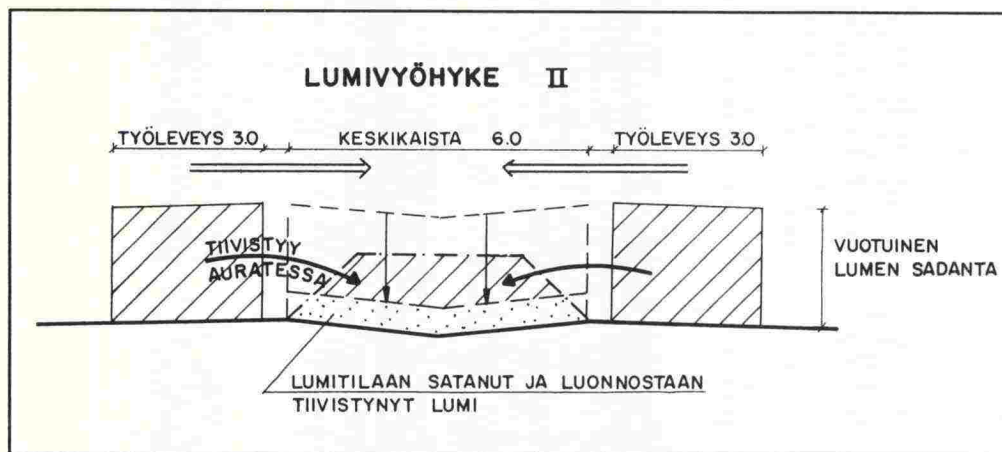 LUMIVYÖHYKE II
TYÖLEVEYS 3.0 KESKIKAISTA 6.0 TYÖLEVEYS 3.0
TIIVISTYY
AURATESSA
VUOTUINEN
LUMEN SADANTA
LUMITILAAN SATANUT JA LUONNOSTAAN
TIIVISTYNYT LUMI